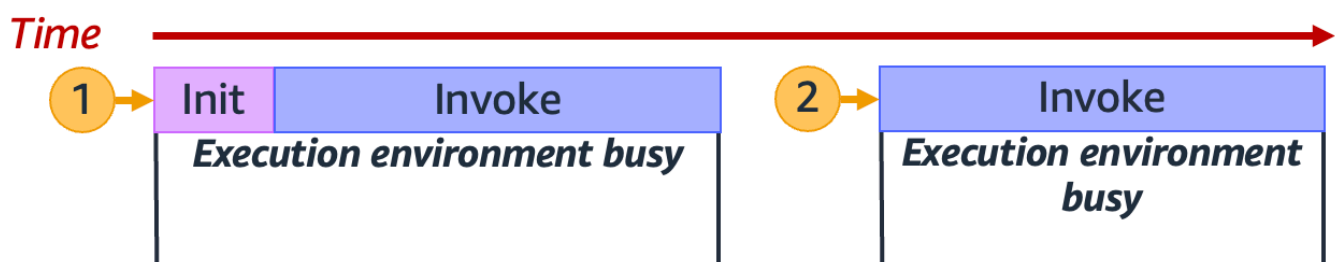 Time
1 Init Invoke
Execution environment busy
2 Invoke
Execution environment
busy